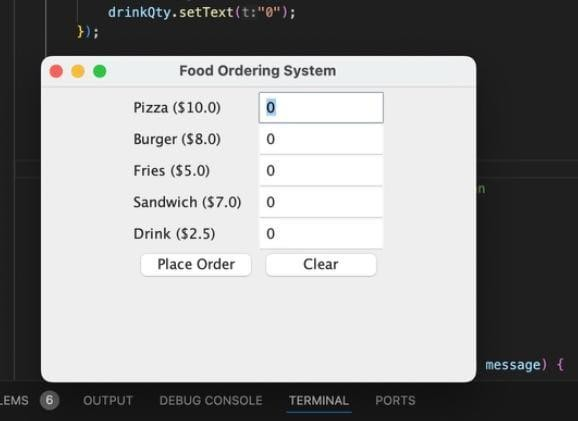 drinkQty.setText(t:"0");
});
Food Ordering System
Pizza ($10.0) 0
Burger ($8.0) 0
Fries ($5.0) 0
Sandwich ($7.0) 0
Drink ($2.5) 0
Place Order Clear
n
message) {
LEMS 6 OUTPUT DEBUG CONSOLE TERMINAL PORTS